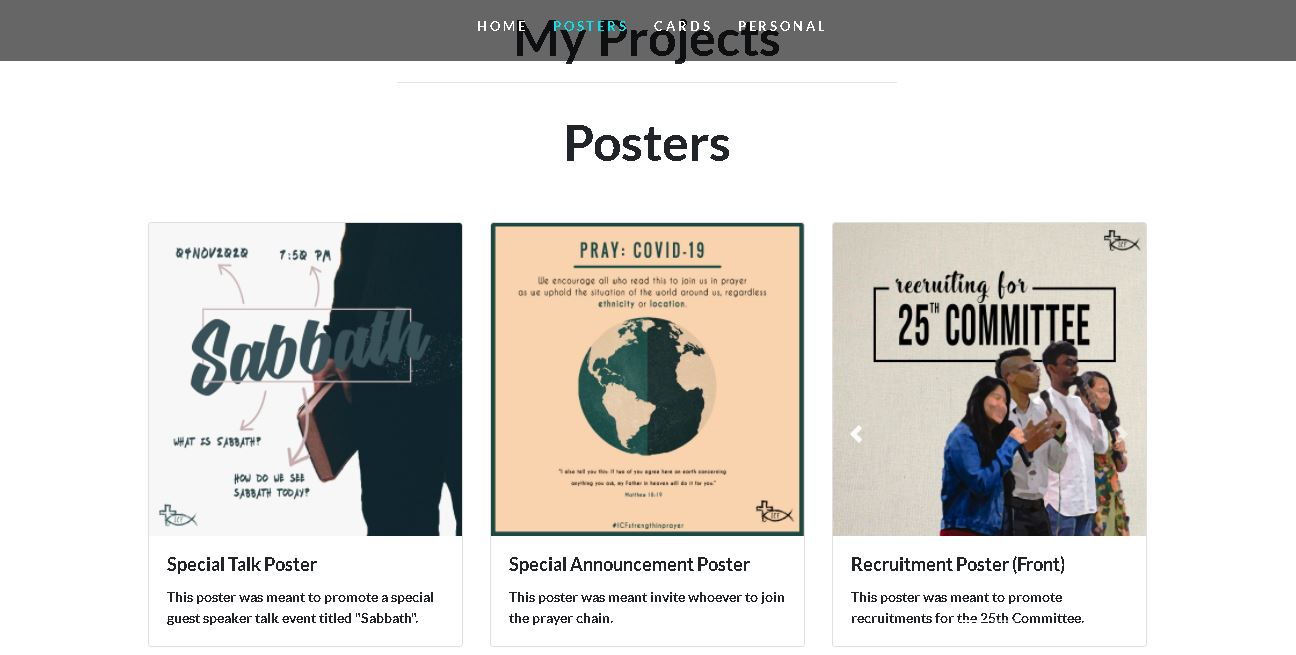 HOME POSTERS CARDS PERSONAL
My Projects
Posters
04NOV2020 7:50 PM
Sabbath
WHAT IS SABBATH?
HOW DO WE SEE
SABBATH TODAY?
ICF
Special Talk Poster
This poster was meant to promote a special
guest speaker talk event titled "Sabbath".
PRAY: COVID-19
We encourage all who read this to join us in prayer
as we uphold the situation of the world around us, regardless
ethnicity or location.
"I also tell you this: If two of you agree here on earth concerning
anything you ask, my Father in heaven will do it for you."
Matthew 18:19
ICF
#ICFstrengthinprayer
Special Announcement Poster
This poster was meant invite whoever to join
the prayer chain.
ICF
recruiting for
25TH COMMITTEE
Recruitment Poster (Front)
This poster was meant to promote
recruitments for the 25th Committee.